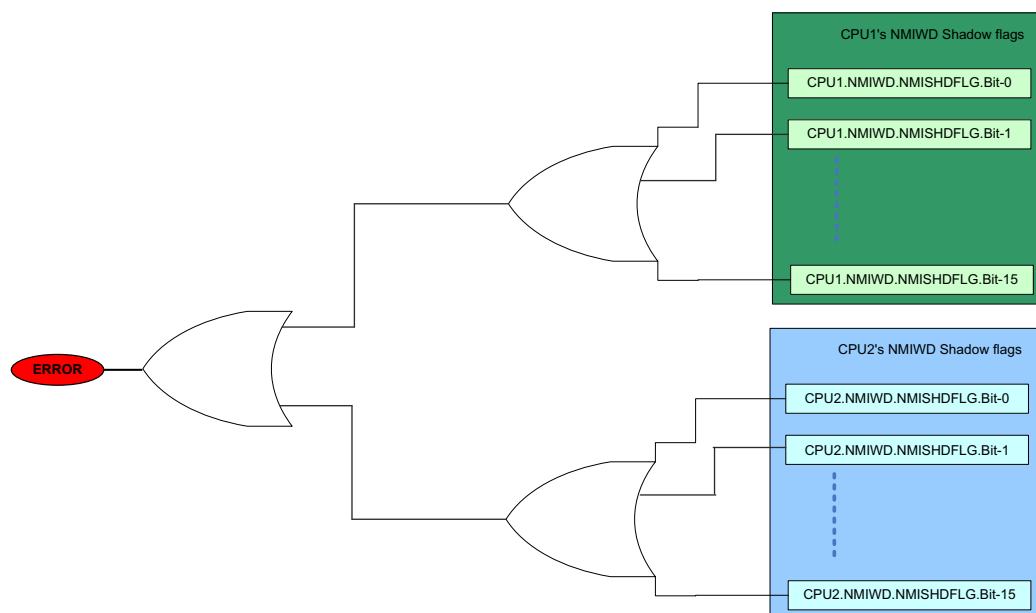 CPU1's NMIWD Shadow flags
CPU1.NMIWD.NMISHDFLG.Bit-0
CPU1.NMIWD.NMISHDFLG.Bit-1
CPU1.NMIWD.NMISHDFLG.Bit-15
ERROR
CPU2's NMIWD Shadow flags
CPU2.NMIWD.NMISHDFLG.Bit-0
CPU2.NMIWD.NMISHDFLG.Bit-1
CPU2.NMIWD.NMISHDFLG.Bit-15